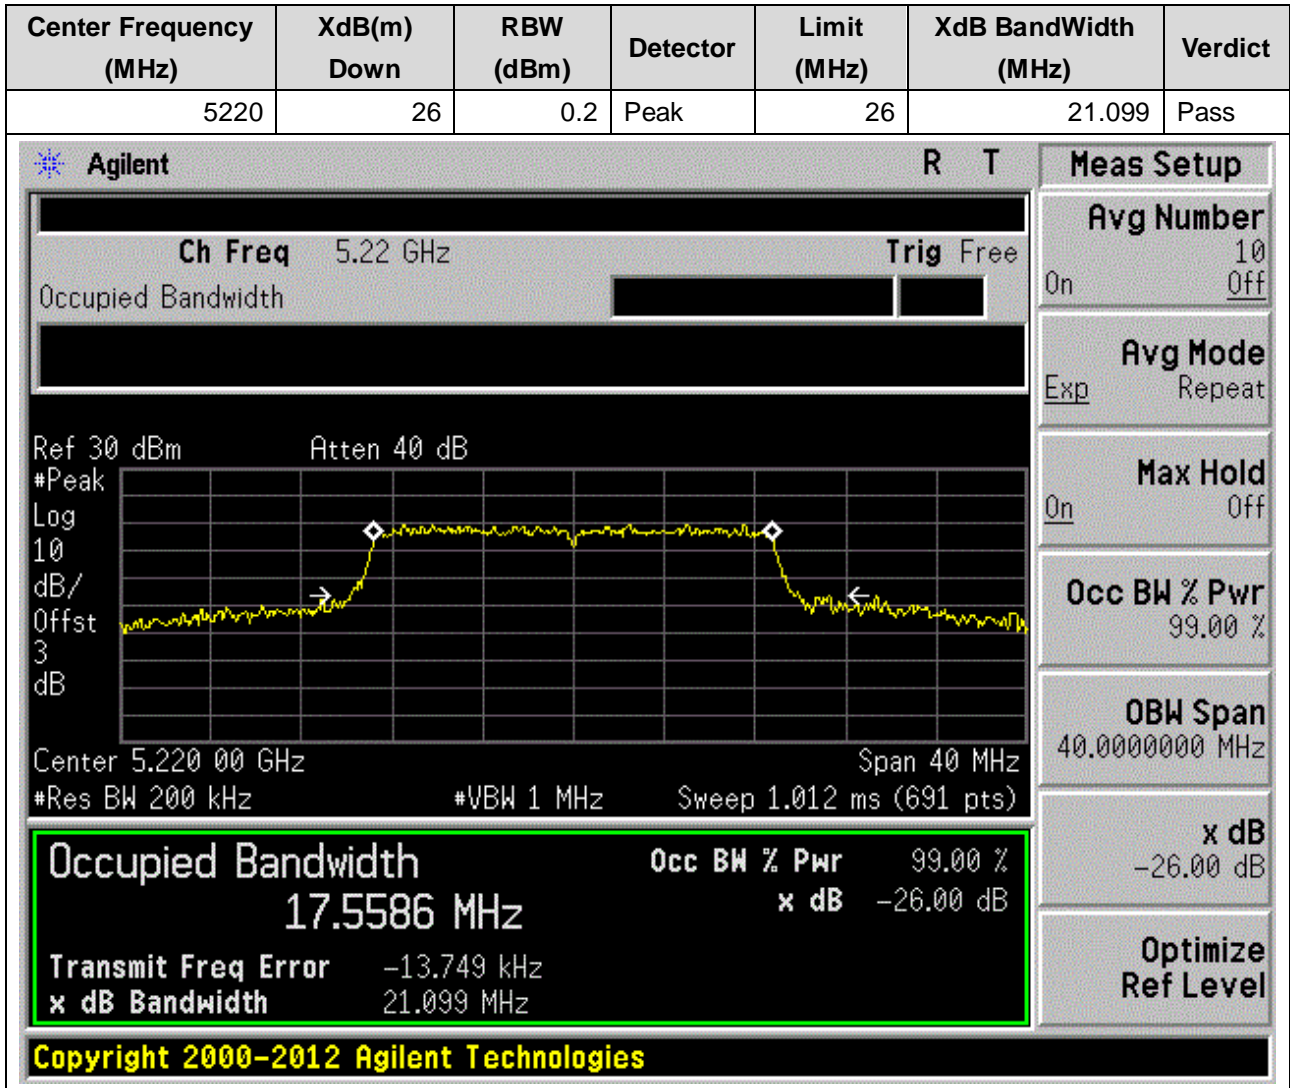 Center Frequency (MHz) XdB(m) Down RBW (dBm) Detector Limit (MHz) XdB BandWidth (MHz) Verdict
5220 26 0.2 Peak 26 21.099 Pass
Agilent R T
Ch Freq 5.22 GHz Trig Free
Occupied Bandwidth
Ref 30 dBm Atten 40 dB
#Peak
Log
10
dB/
Offst
3
dB
Center 5.220 00 GHz Span 40 MHz
#Res BW 200 kHz #VBW 1 MHz Sweep 1.012 ms (691 pts)
Occupied Bandwidth
17.5586 MHz
Occ BW % Pwr 99.00 %
x dB -26.00 dB
Transmit Freq Error -13.749 kHz
x dB Bandwidth 21.099 MHz
Copyright 2000-2012 Agilent Technologies
Meas Setup
Avg Number
10
On Off
Avg Mode
Exp Repeat
Max Hold
On Off
Occ BW % Pwr
99.00 %
OBW Span
40.0000000 MHz
x dB
-26.00 dB
Optimize
Ref Level